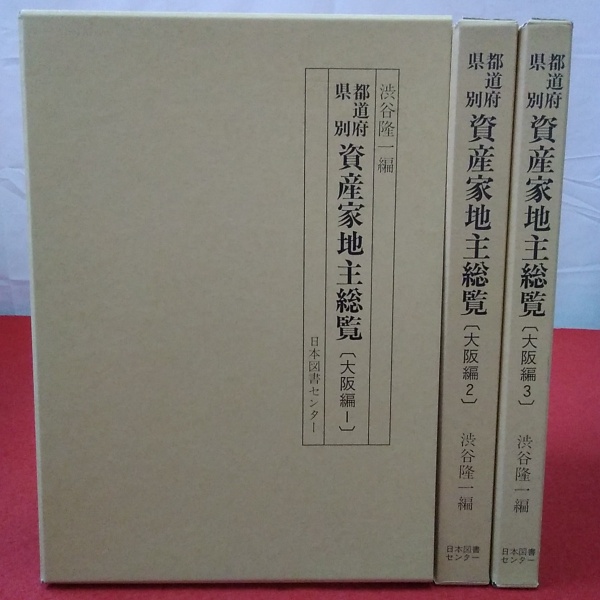 渋谷隆一編
都道府県別
資産家地主総覧〔大阪編1〕
日本図書センター
都道府県別
資産家地主総覧〔大阪編2〕
渋谷隆一編
日本図書
センター
都道府県別
資産家地主総覧〔大阪編3〕
渋谷隆一編
日本図書
センター